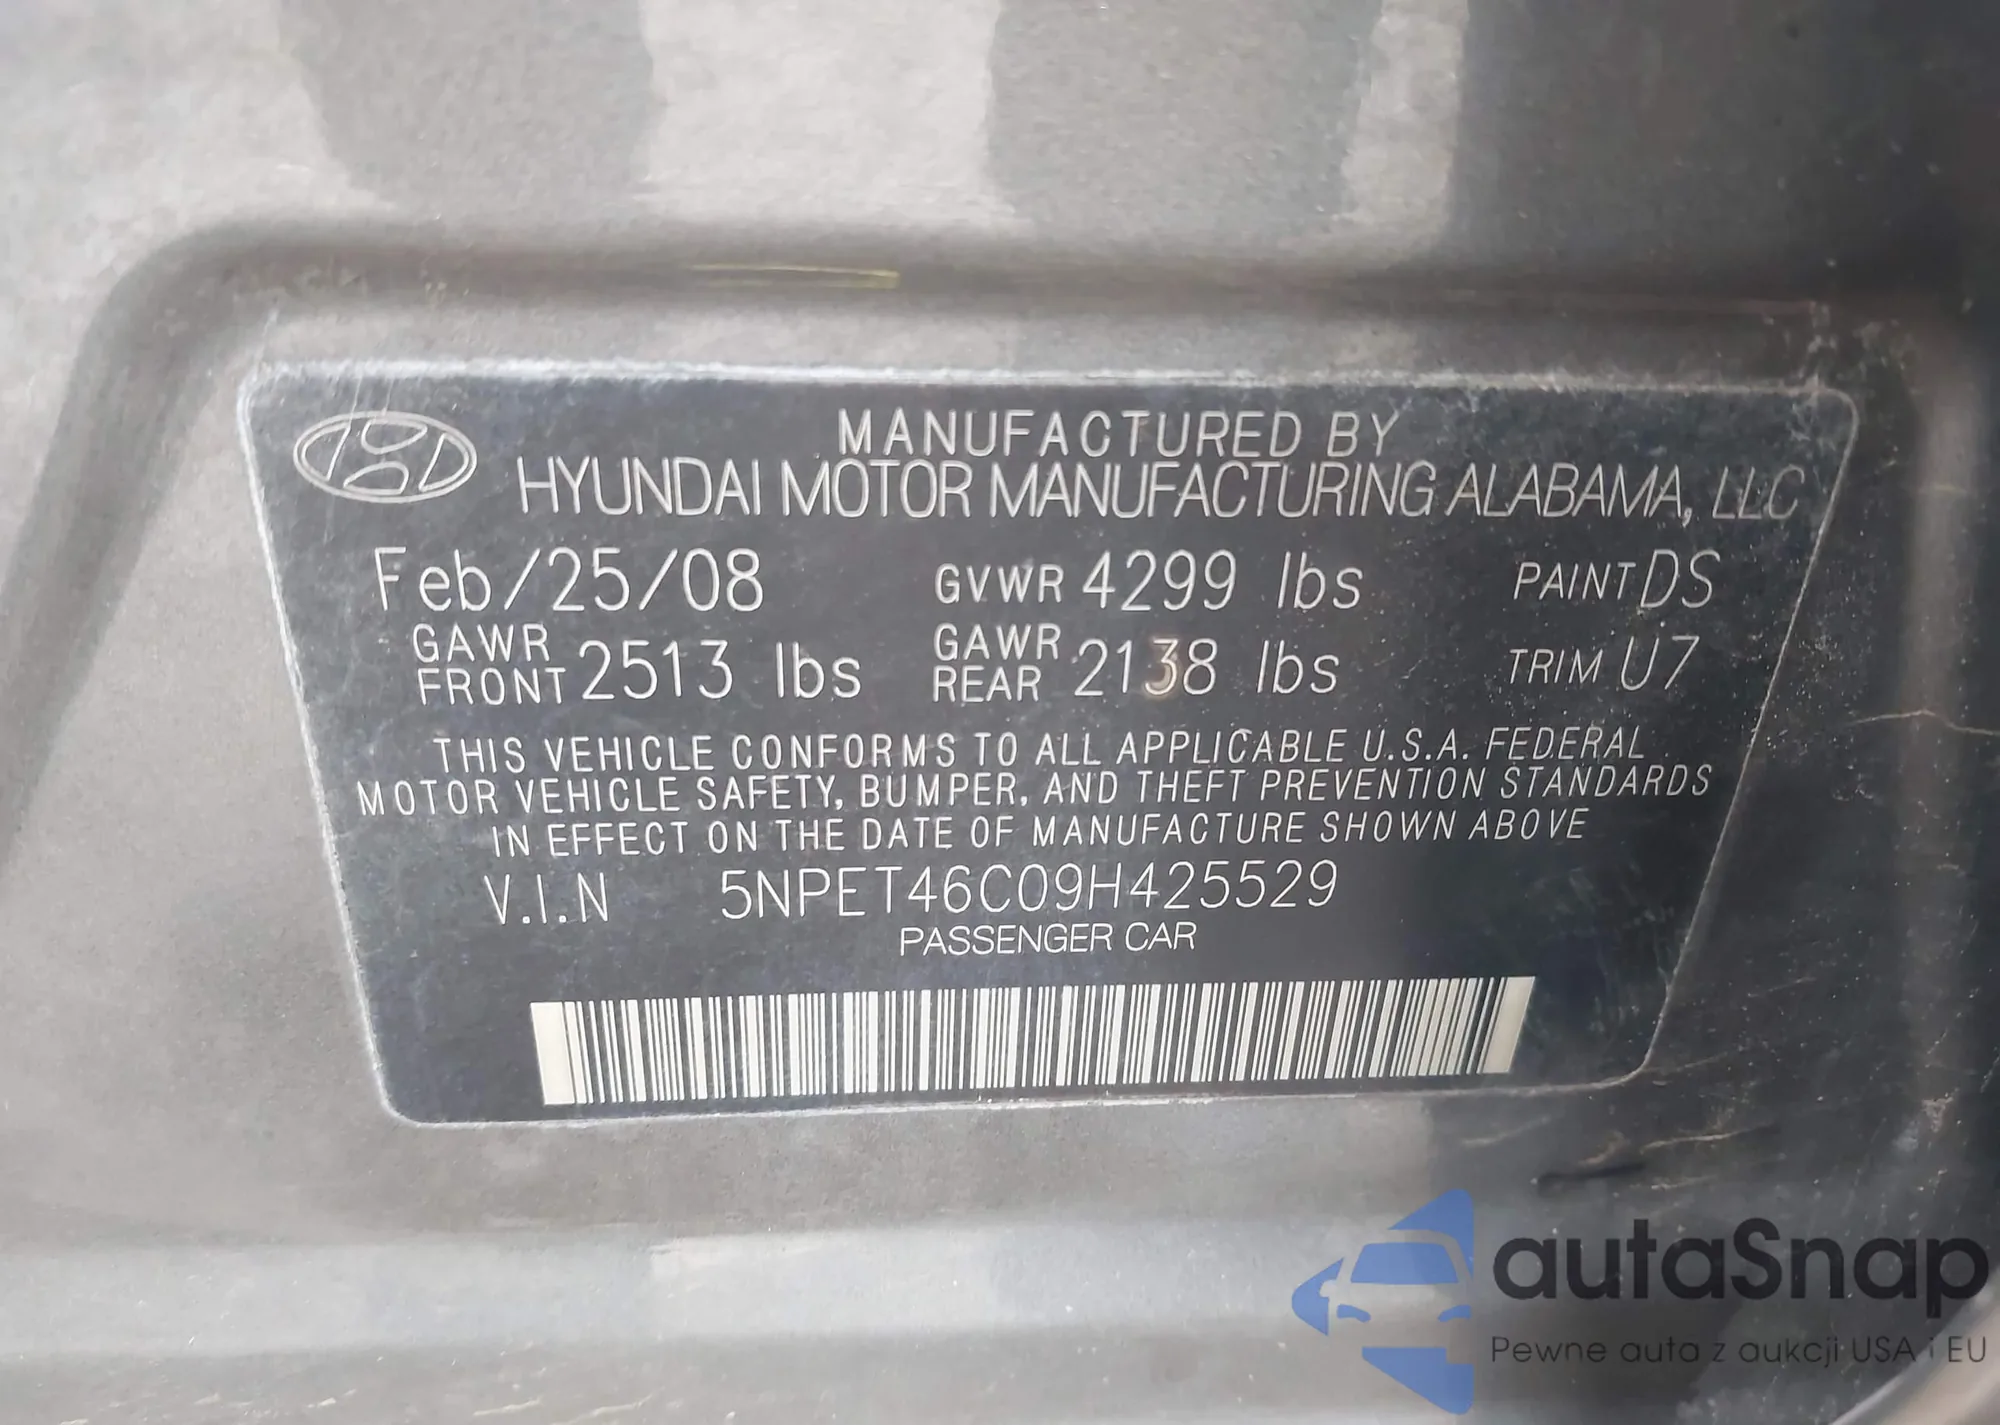 MANUFACTURED BY
HYUNDAI MOTOR MANUFACTURING ALABAMA, LLC
Feb/25/08 GVWR 4299 lbs PAINT DS
GAWR FRONT 2513 lbs GAWR REAR 2138 lbs TRIM U7
THIS VEHICLE CONFORMS TO ALL APPLICABLE U.S.A. FEDERAL
MOTOR VEHICLE SAFETY, BUMPER, AND THEFT PREVENTION STANDARDS
IN EFFECT ON THE DATE OF MANUFACTURE SHOWN ABOVE
V.I.N 5NPET46C09H425529
PASSENGER CAR
autaSnap
Pewne auta z aukcji USA i EU